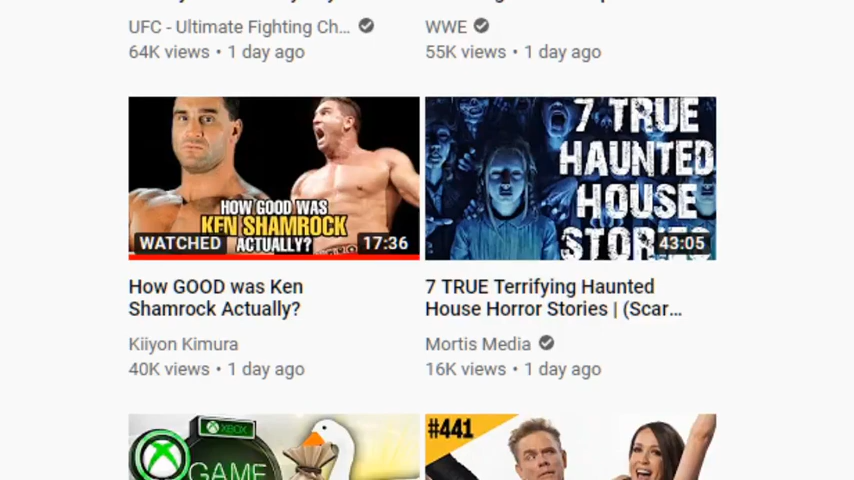 UFC - Ultimate Fighting Ch...
64K views • 1 day ago
WWE
55K views • 1 day ago
HOW GOOD WAS
KEN SHAMROCK
ACTUALLY?
WATCHED
17:36
7 TRUE
HAUNTED
HOUSE
STORIES
43:05
How GOOD was Ken
Shamrock Actually?
Kiiyon Kimura
40K views • 1 day ago
7 TRUE Terrifying Haunted
House Horror Stories | (Scar...
Mortis Media
16K views • 1 day ago
XBOX
GAME
#441